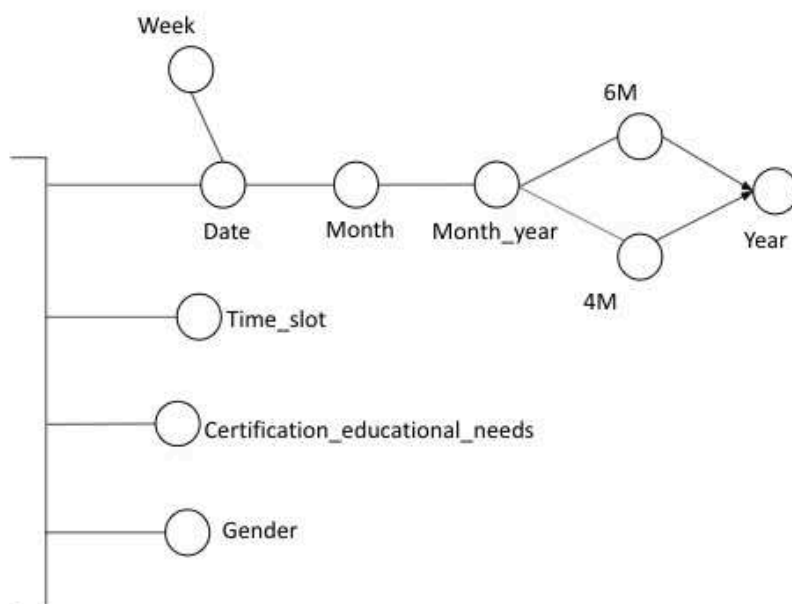 Week
6M
Date
Month
Month_year
Year
4M
Time_slot
Certification_educational_needs
Gender